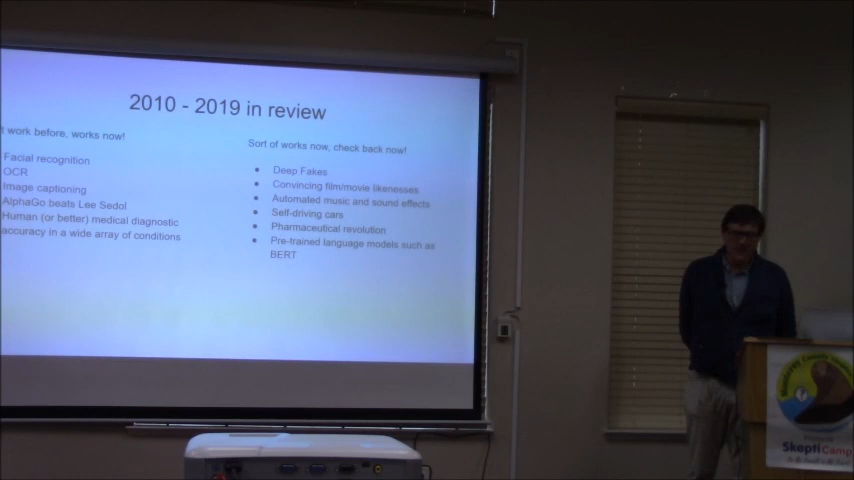 2010 - 2019 in review
t work before, works now!
Facial recognition
OCR
Image captioning
AlphaGo beats Lee Sedol
Human (or better) medical diagnostic
accuracy in a wide array of conditions
Sort of works now, check back now!
Deep Fakes
Convincing film/movie likenesses
Automated music and sound effects
Self-driving cars
Pharmaceutical revolution
Pre-trained language models such as
BERT
Monterey County
SkeptiCamp